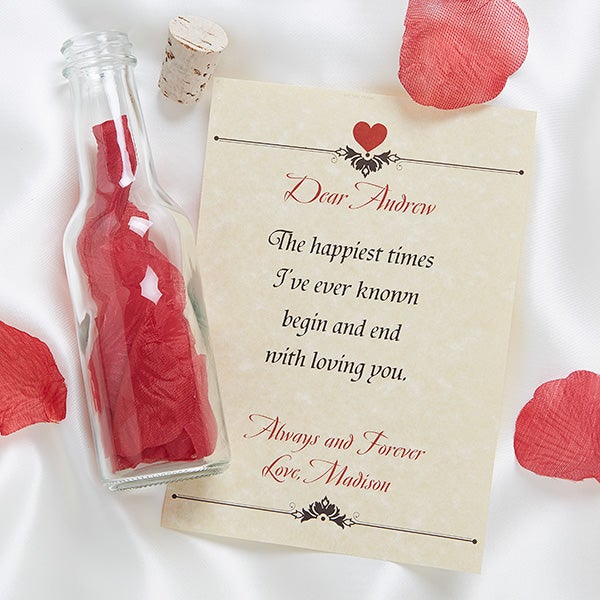 Dear Andrew
The happiest times
I've ever known
begin and end
with loving you.
Always and Forever
Love, Madison